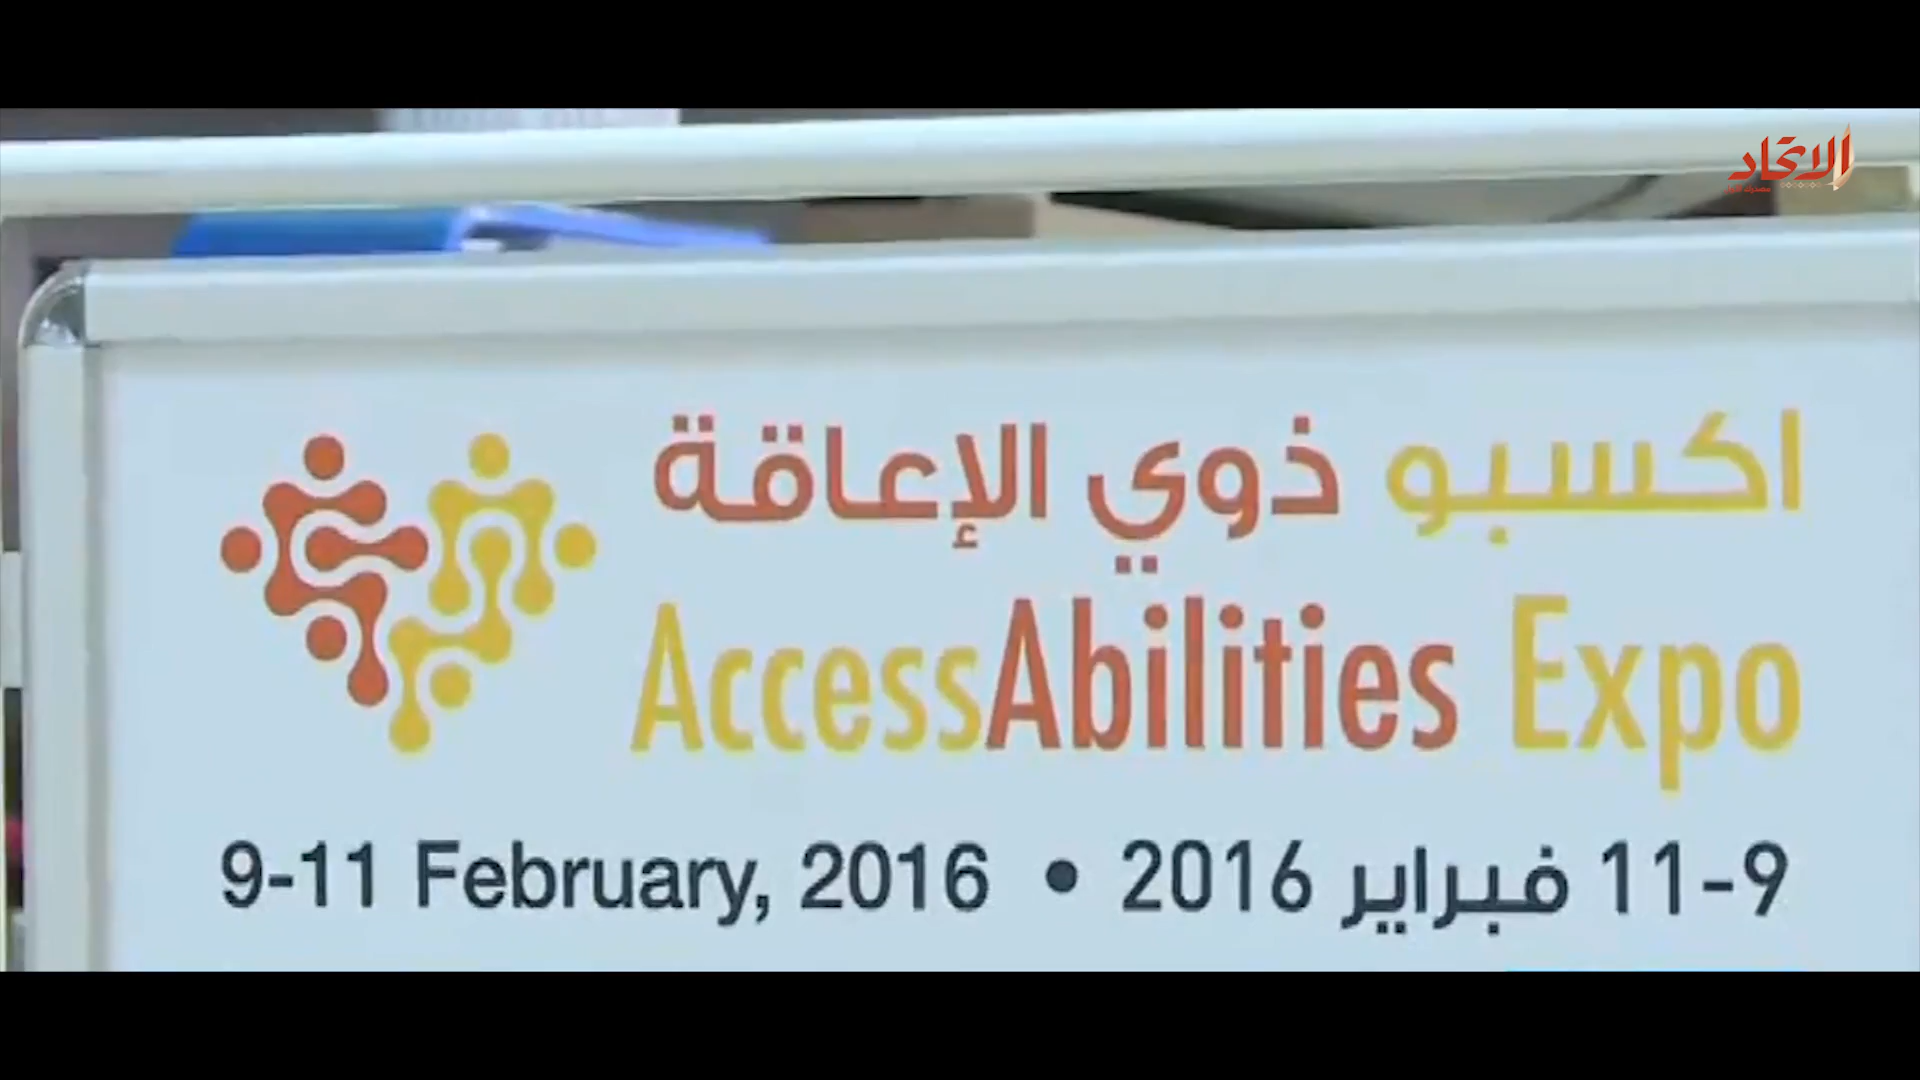 الاتحاد
اكسبو ذوي الإعاقة
AccessAbilities Expo
9-11 February, 2016 • 9-11 فبراير 2016